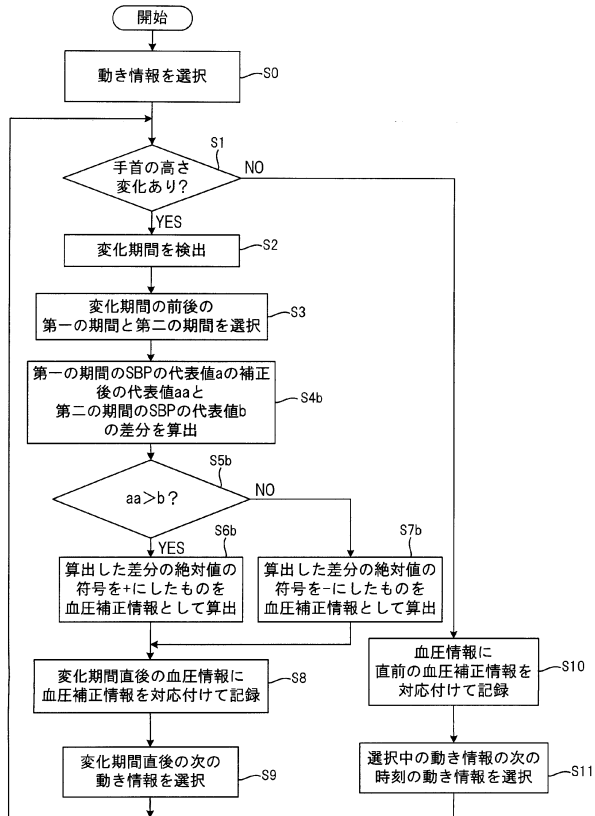 開始
動き情報を選択
S0
S1
手首の高さ
変化あり?
NO
YES
変化期間を検出
S2
変化期間の前後の
第一の期間と第二の期間を選択
S3
第一の期間のSBPの代表値aの補正
後の代表値aaと
第二の期間のSBPの代表値b
の差分を算出
S4b
S5b
aa>b?
NO
YES
S6b
算出した差分の絶対値の
符号を+にしたものを
血圧補正情報として算出
S7b
算出した差分の絶対値の
符号を-にしたものを
血圧補正情報として算出
変化期間直後の血圧情報に
血圧補正情報を対応付けて記録
S8
血圧情報に
直前の血圧補正情報を
対応付けて記録
S10
変化期間直後の次の
動き情報を選択
S9
選択中の動き情報の次の
時刻の動き情報を選択
S11